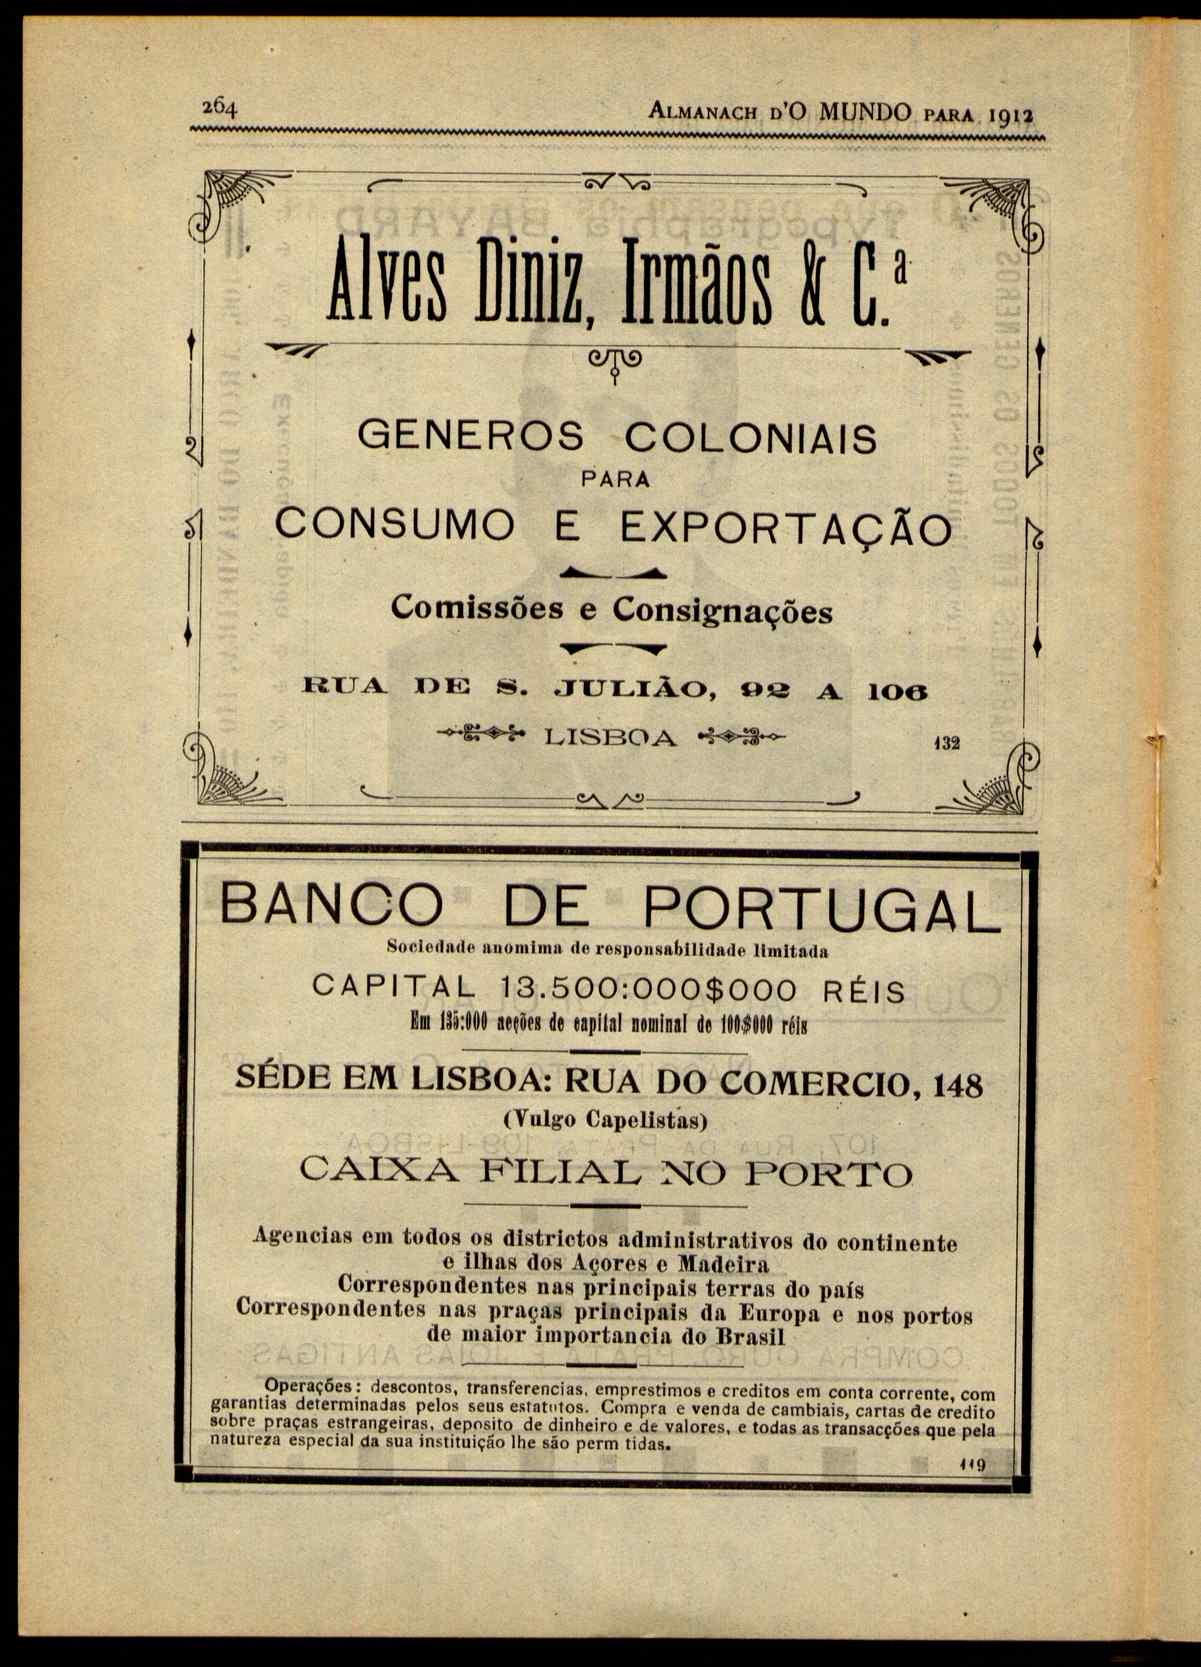 264
ALMANACH D'O MUNDO PARA 1912
Alves Diniz, Irmãos & C.ª
GENEROS COLONIAIS
PARA
CONSUMO E EXPORTAÇÃO
Comissões e Consignações
RUA DE S. JULIÃO, 92 A 106
LISBOA
132
BANCO DE PORTUGAL
Sociedade anomima de responsabilidade limitada
CAPITAL 13.500:000$000 RÉIS
Em 135:000 acções de capital nominal de 100$000 réis
SÉDE EM LISBOA: RUA DO COMERCIO, 148
(Vulgo Capelistas)
CAIXA FILIAL NO PORTO
Agencias em todos os districtos administrativos do continente
e ilhas dos Açores e Madeira
Correspondentes nas principais terras do país
Correspondentes nas praças principais da Europa e nos portos
de maior importancia do Brasil
Operações: descontos, transferencias, emprestimos e creditos em conta corrente, com
garantias determinadas pelos seus estatutos. Compra e venda de cambiais, cartas de credito
sobre praças estrangeiras, deposito de dinheiro e de valores, e todas as transacções que pela
natureza especial da sua instituição lhe são perm tidas.
119